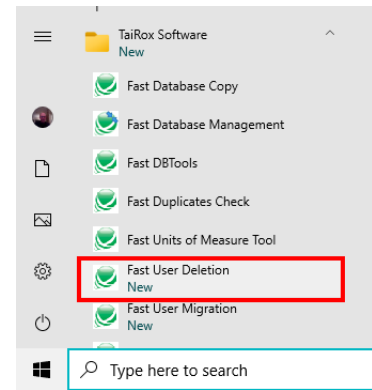 TaiRox Software
New
Fast Database Copy
Fast Database Management
Fast DBTools
Fast Duplicates Check
Fast Units of Measure Tool
Fast User Deletion
New
Fast User Migration
New
Type here to search